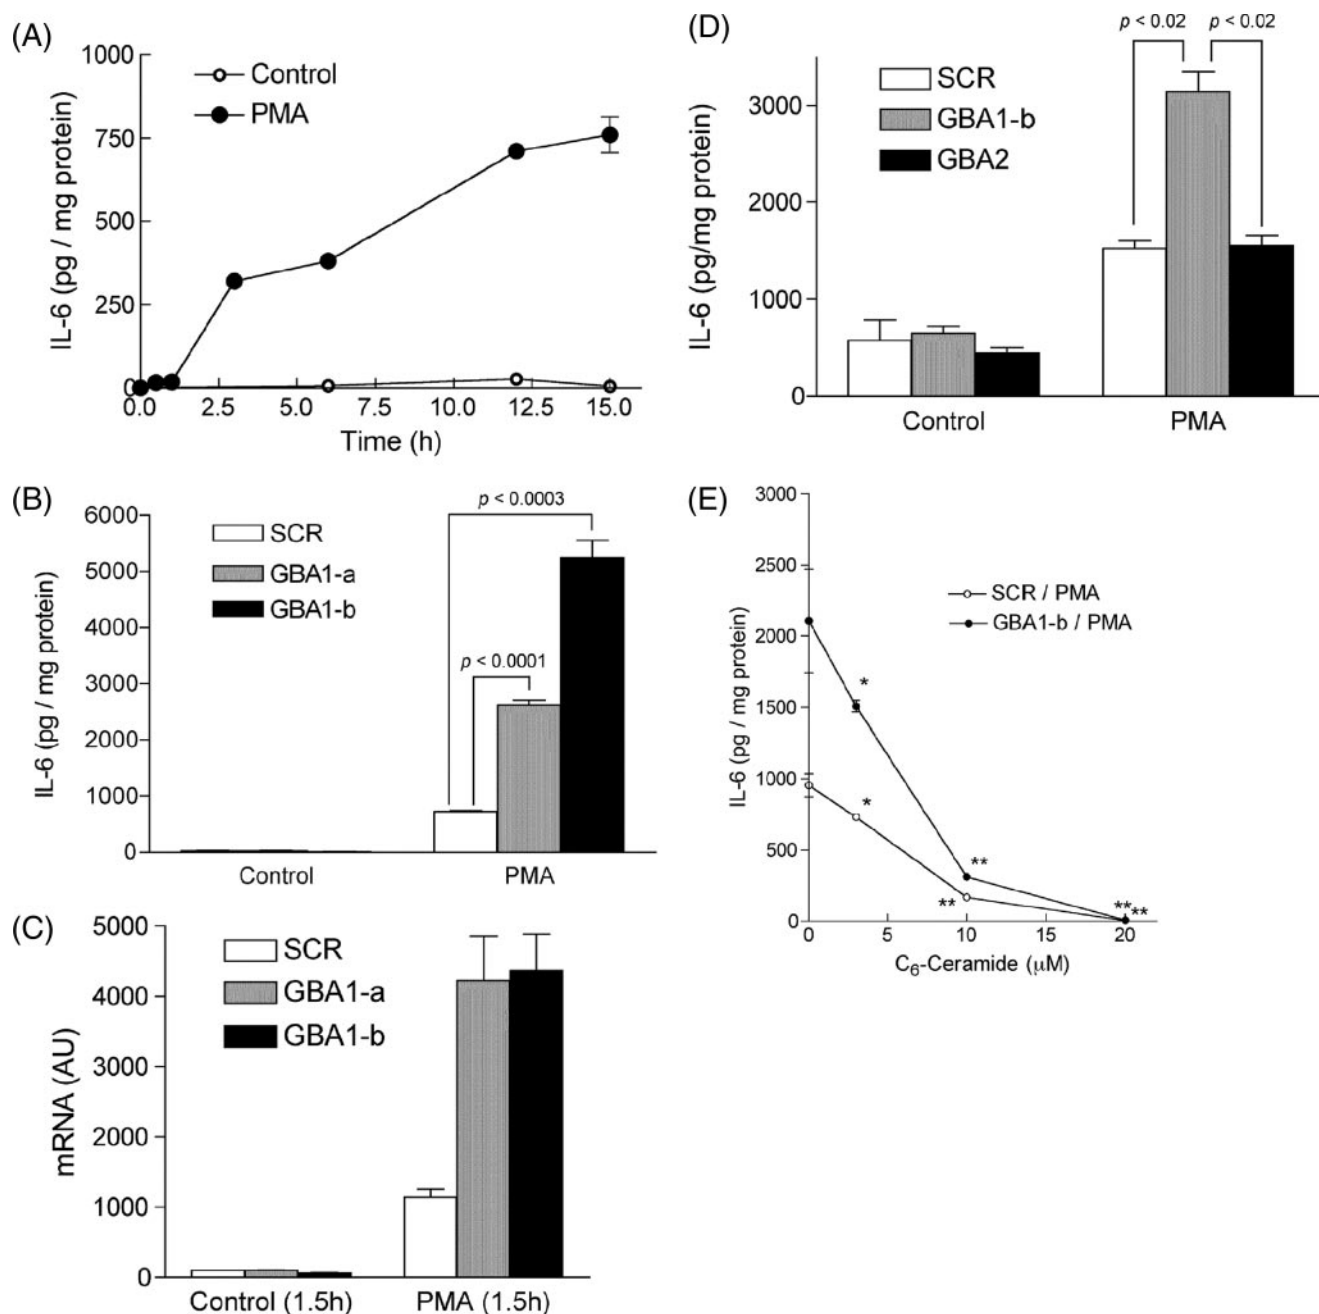 (A)
1000
750
500
250
0
IL-6 (pg / mg protein)
Control
PMA
0.0 2.5 5.0 7.5 10.0 12.5 15.0
Time (h)
(D)
p < 0.02 p < 0.02
SCR
GBA1-b
GBA2
3000
2000
1000
0
IL-6 (pg/mg protein)
Control PMA
(B)
6000
5000
4000
3000
2000
1000
0
IL-6 (pg / mg protein)
SCR
GBA1-a
GBA1-b
p < 0.0003
p < 0.0001
Control PMA
(E)
3000
2500
2000
1500
1000
500
0
IL-6 (pg / mg protein)
SCR / PMA
GBA1-b / PMA
*
*
**
**
**
**
0 5 10 15 20
C₆-Ceramide (μM)
(C)
5000
4000
3000
2000
1000
0
mRNA (AU)
SCR
GBA1-a
GBA1-b
Control (1.5h) PMA (1.5h)